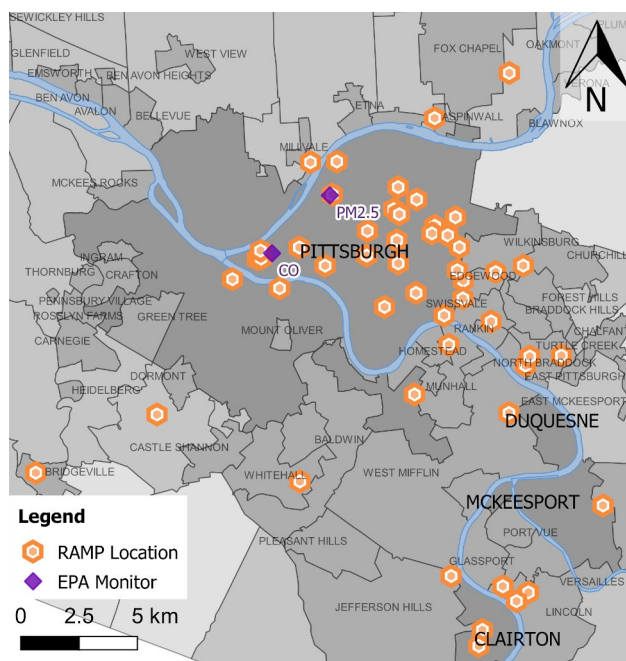 SEWICKLEY HILLS
PLUM
FOX CHAPEL
OAKMONT
GLENFIELD
WEST VIEW
EMSWORTH
BEN AVON HEIGHTS
VERONA
BEN AVON
ETNA
N
AVALON
BELLEVUE
ASPINWALL
BLAWNOX
MILLVALE
MCKEES ROCKS
PM2.5
WILKINSBURG
PITTSBURGH
CHURCHILL
INGRAM
CO
THORNBURG
CRAFTON
EDGEWOOD
PENNSBURY VILLAGE
FOREST HILLS
ROSSLYN FARMS
GREEN TREE
SWISSVALE
BRADDOCK HILLS
MOUNT OLIVER
RANKIN
CHALFANT
CARNEGIE
TURTLE CREEK
HOMESTEAD
NORTH BRADDOCK
DORMONT
EAST PITTSBURGH
HEIDELBERG
MUNHALL
EAST MCKEESPORT
DUQUESNE
BALDWIN
CASTLE SHANNON
BRIDGEVILLE
WHITEHALL
WEST MIFFLIN
MCKEESPORT
Legend
PORT VUE
RAMP Location
PLEASANT HILLS
GLASSPORT
EPA Monitor
VERSAILLES
JEFFERSON HILLS
LINCOLN
0 2.5 5 km
CLAIRTON